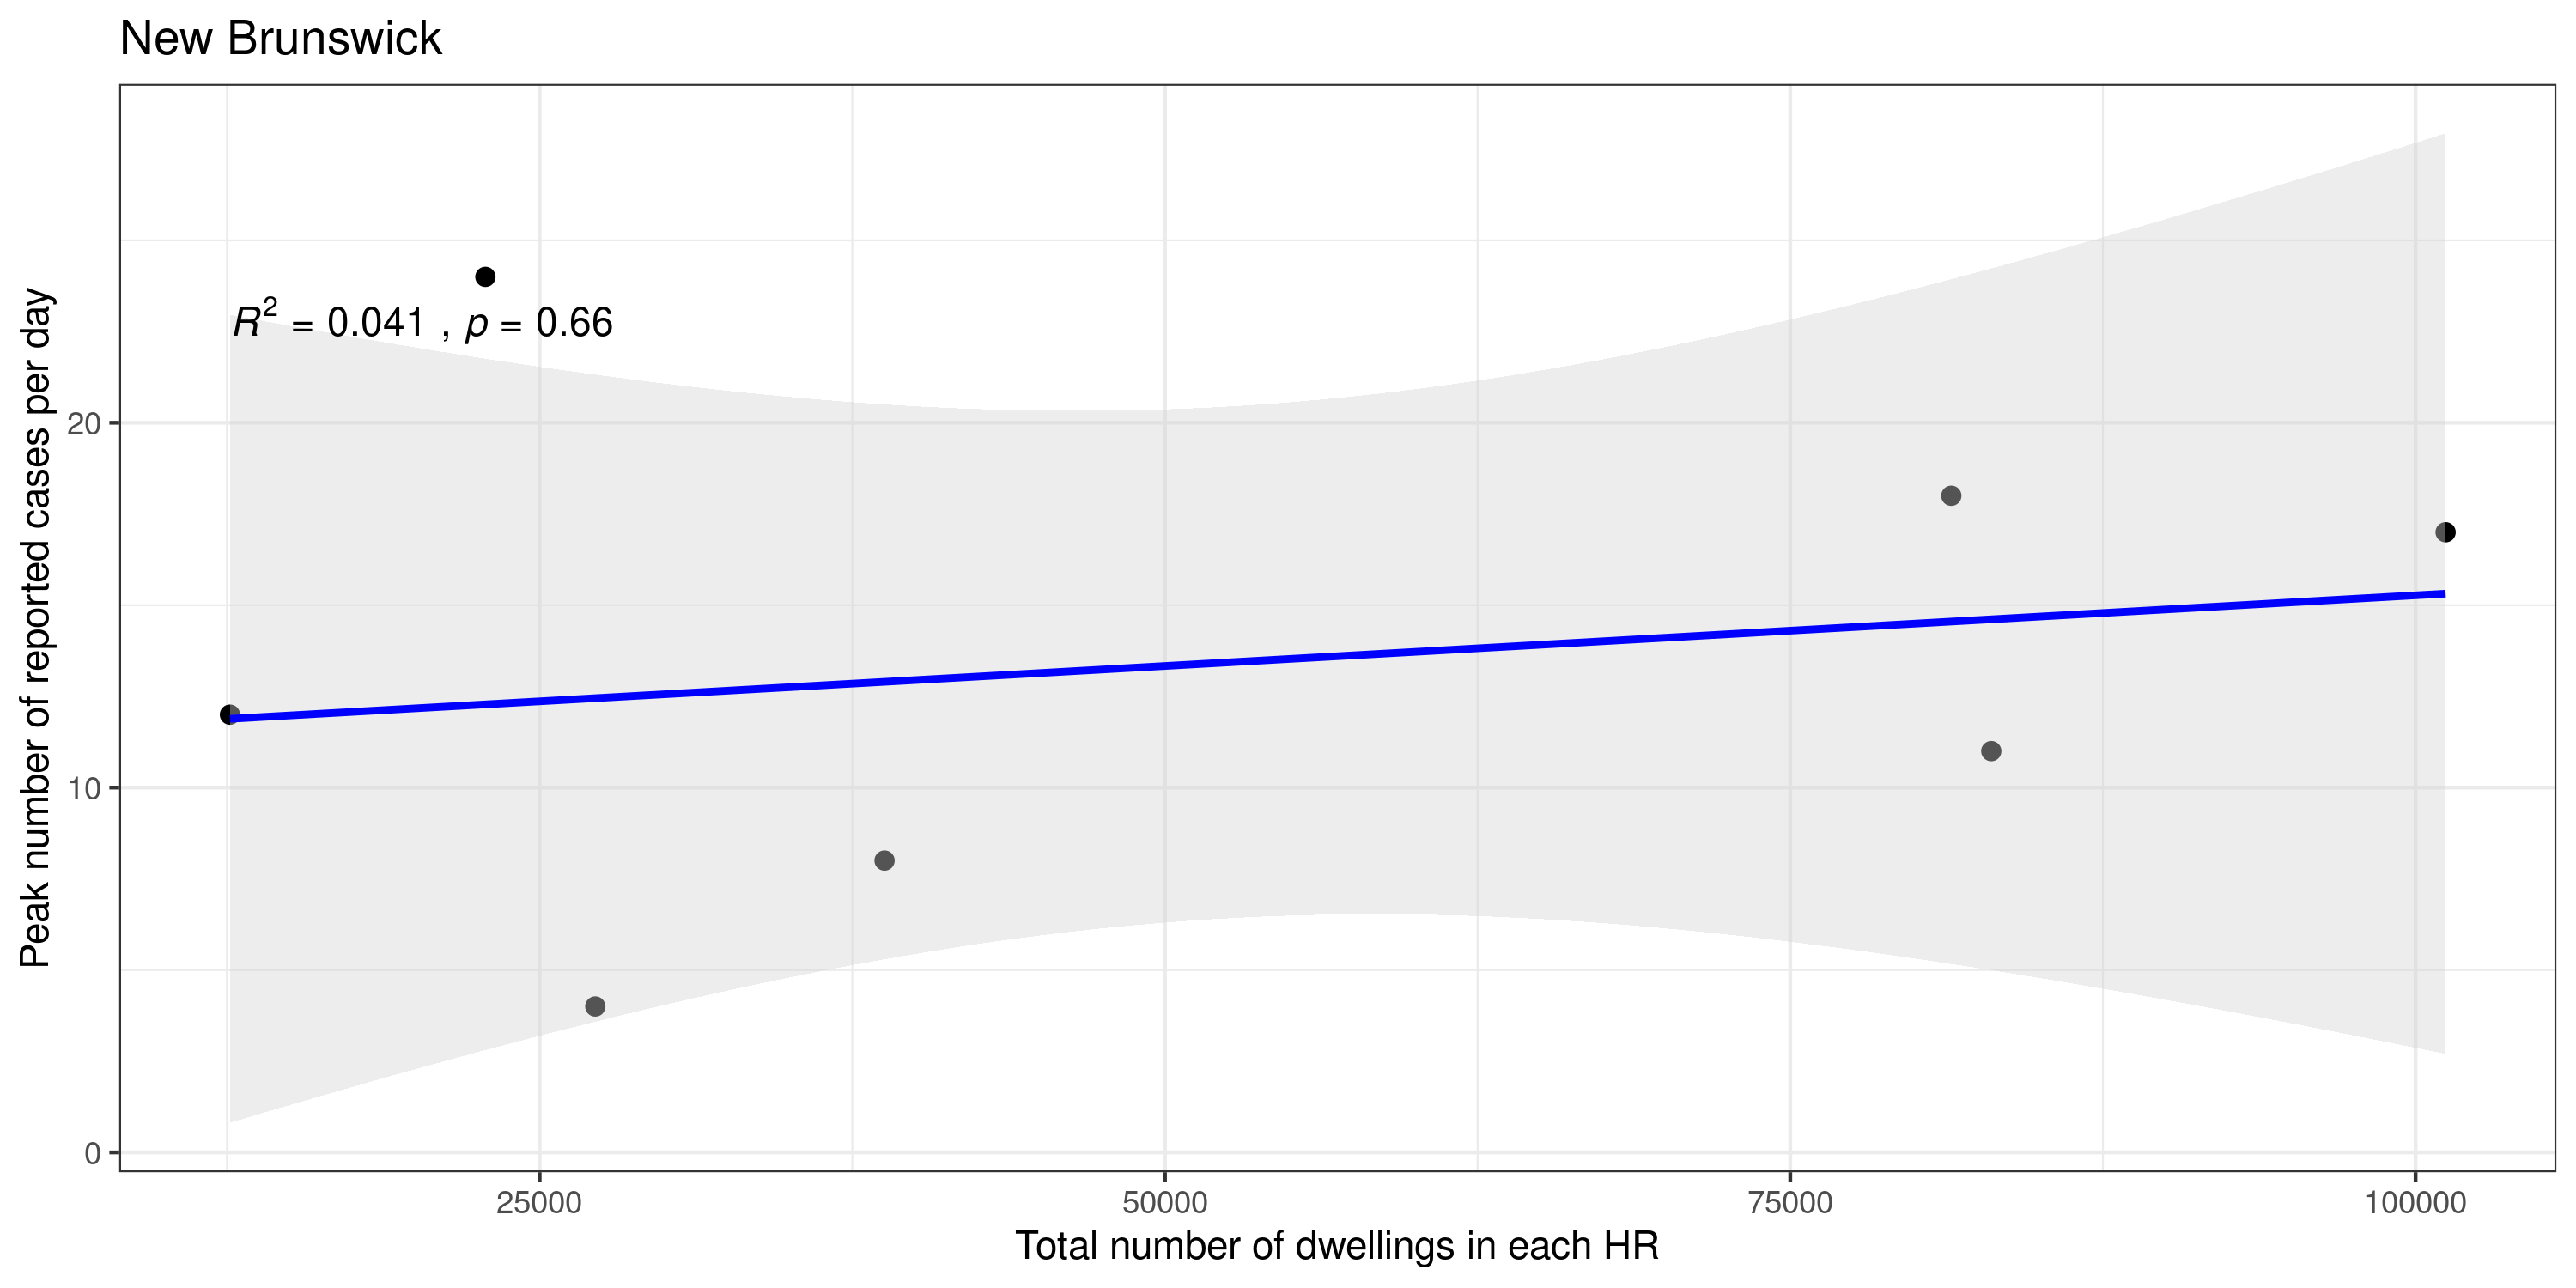 New Brunswick
R² = 0.041 , p = 0.66
Peak number of reported cases per day
20
10
0
25000
50000
75000
100000
Total number of dwellings in each HR